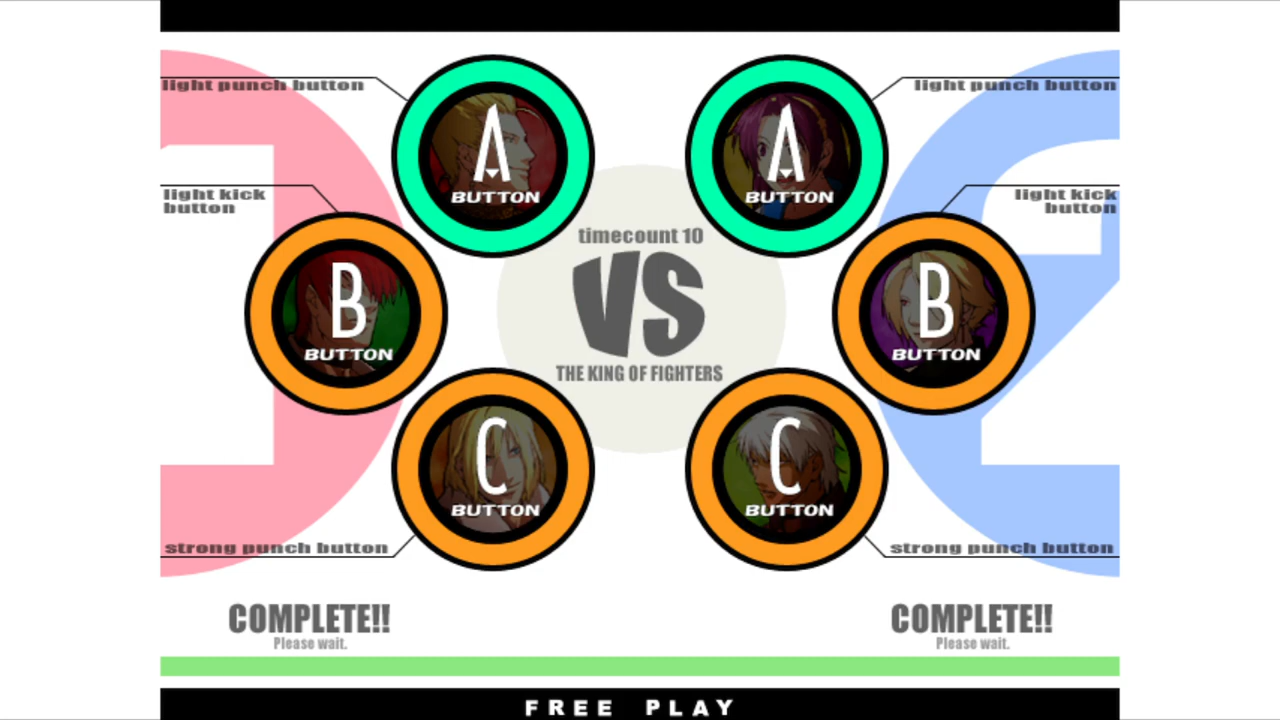 light punch button
light punch button
A
BUTTON
A
BUTTON
light kick
button
light kick
button
timecount 10
VS
THE KING OF FIGHTERS
B
BUTTON
B
BUTTON
C
BUTTON
C
BUTTON
strong punch button
strong punch button
COMPLETE!!
Please wait.
COMPLETE!!
Please wait.
FREE PLAY